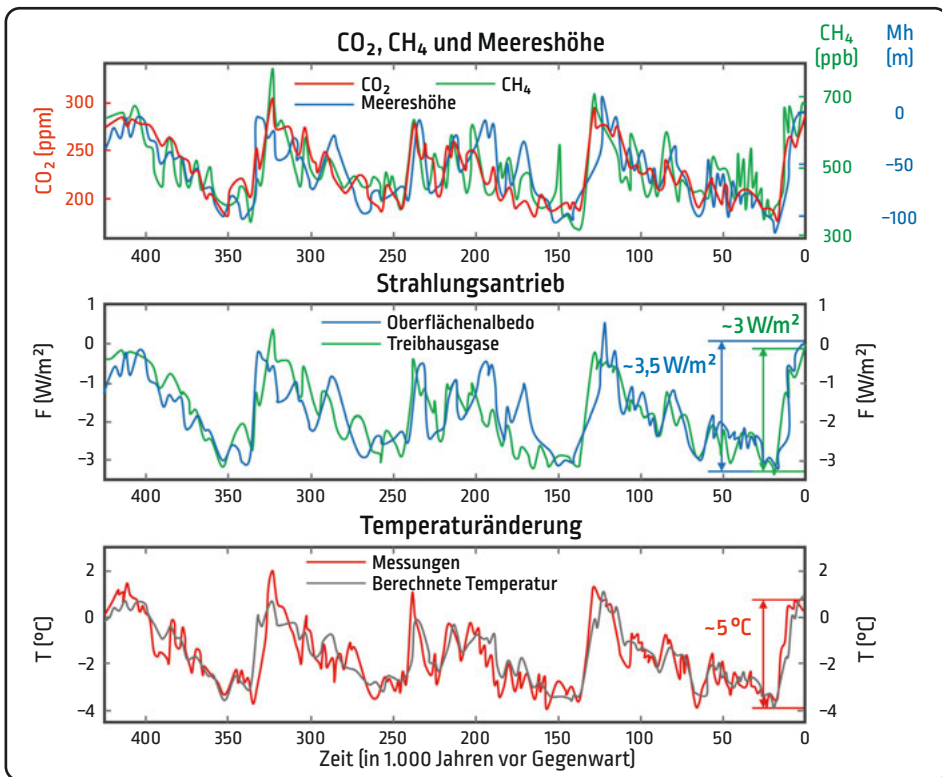 CO₂, CH₄ und Meereshöhe
CH₄ (ppb)
Mh (m)
CO₂
CH₄
Meereshöhe
CO₂ (ppm)
300
250
200
700
500
300
0
−50
−100
400 350 300 250 200 150 100 50 0
Strahlungsantrieb
Oberflächenalbedo
Treibhausgase
~3 W/m²
~3,5 W/m²
F (W/m²)
1
0
−1
−2
−3
1
0
−1
−2
−3
F (W/m²)
400 350 300 250 200 150 100 50 0
Temperaturänderung
Messungen
Berechnete Temperatur
~5 °C
T (°C)
2
0
−2
−4
2
0
−2
−4
T (°C)
400 350 300 250 200 150 100 50 0
Zeit (in 1.000 Jahren vor Gegenwart)